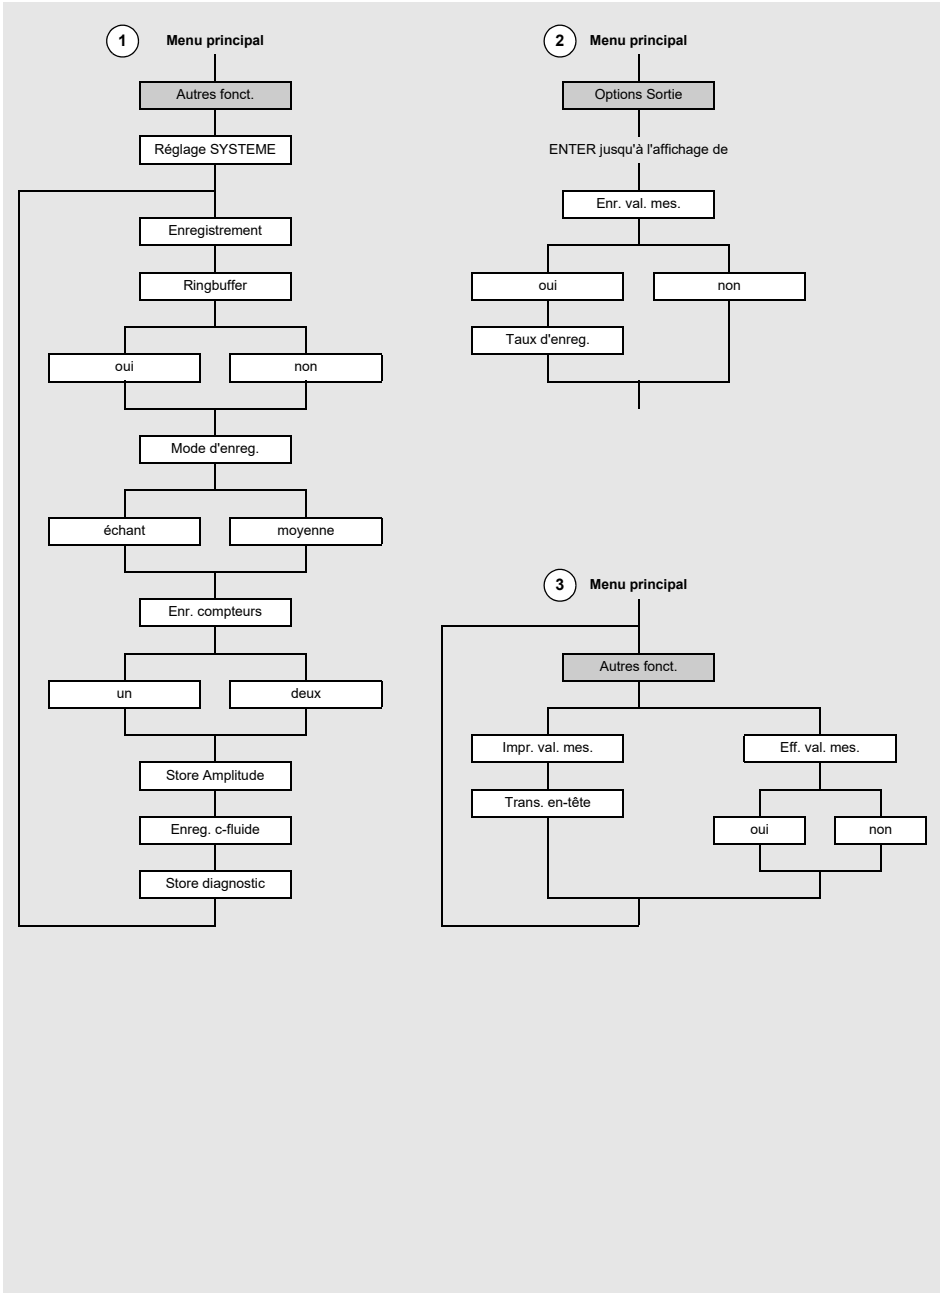 1 Menu principal
Autres fonct.
Réglage SYSTEME
Enregistrement
Ringbuffer
oui
non
Mode d'enreg.
échant
moyenne
Enr. compteurs
un
deux
Store Amplitude
Enreg. c-fluide
Store diagnostic
2 Menu principal
Options Sortie
ENTER jusqu'à l'affichage de
Enr. val. mes.
oui
non
Taux d'enreg.
3 Menu principal
Autres fonct.
Impr. val. mes.
Eff. val. mes.
Trans. en-tête
oui
non